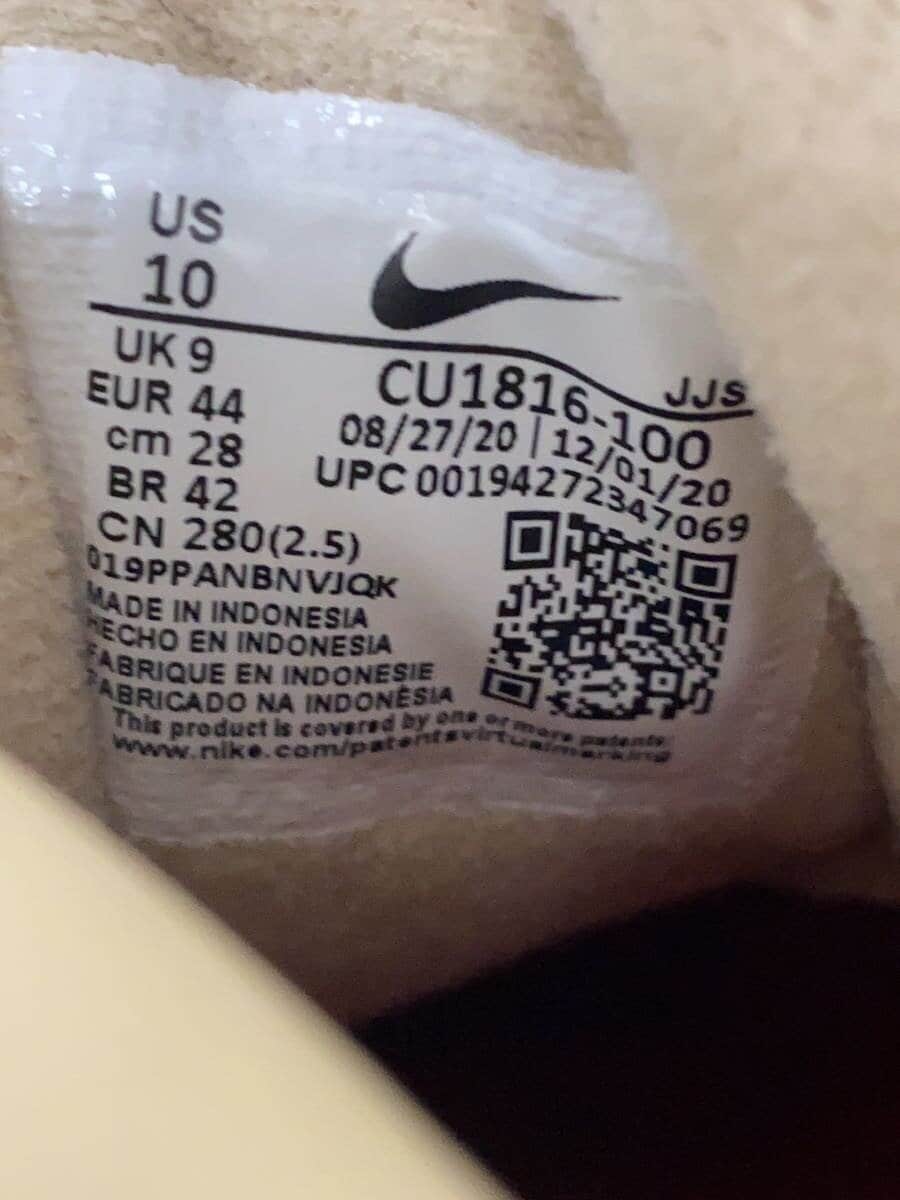 US
10
UK 9
EUR 44
cm 28
BR 42
CN 280(2.5)
019PPANBNVJQK
MADE IN INDONESIA
HECHO EN INDONESIA
FABRIQUE EN INDONESIE
FABRICADO NA INDONÉSIA
This product is covered by one or more patents
www.nike.com/patentsvirtualmarking
JJS
CU1816-100
08/27/20 | 12/01/20
UPC 00194272347069